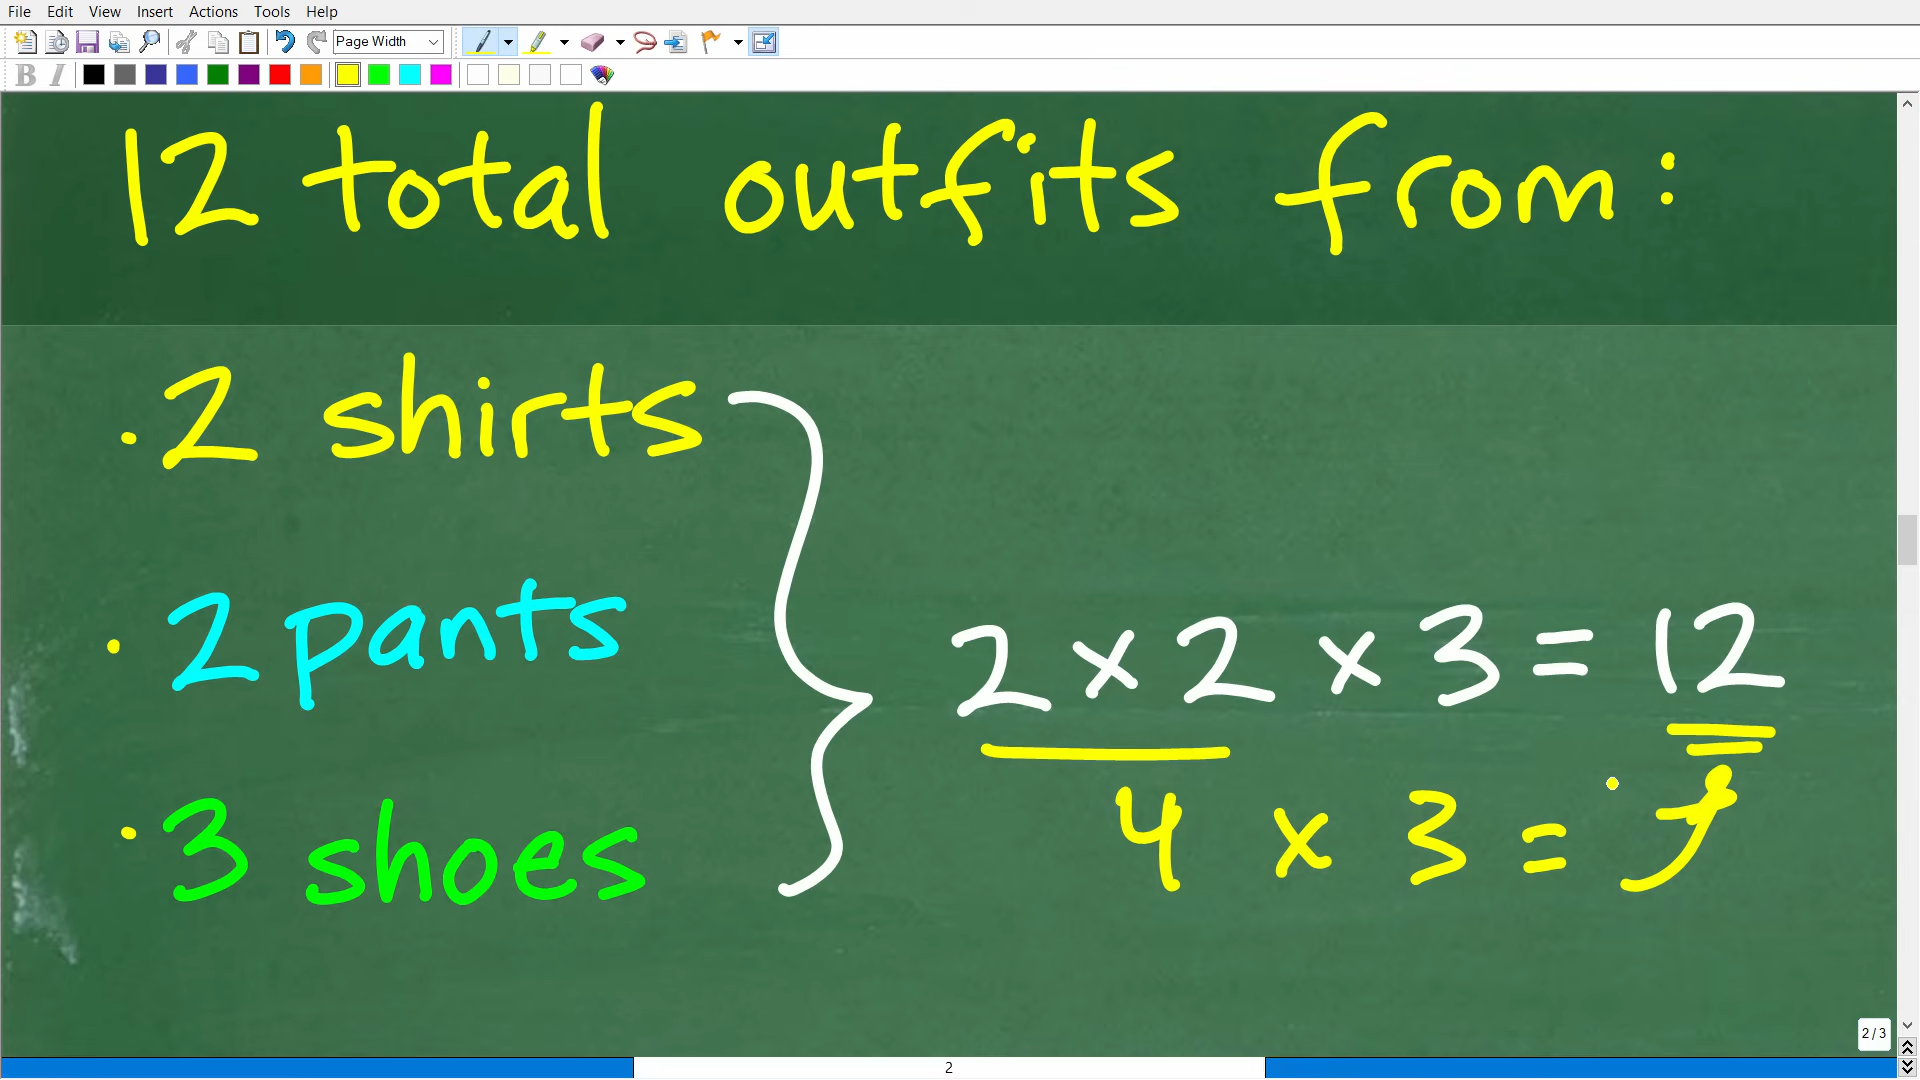 File Edit View Insert Actions Tools Help
Page Width
B I
12 total outfits from:
· 2 shirts
· 2 pants
· 3 shoes
2 x 2 x 3 = 12
4 x 3 =
2 / 3
2